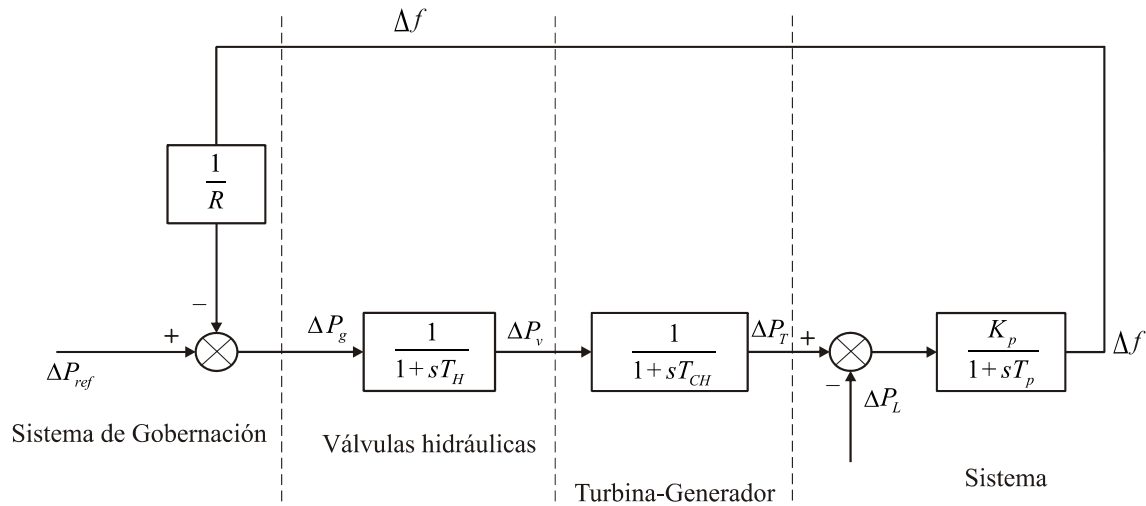 Δf
1
R
−
+
ΔP_ref
Sistema de Gobernación
ΔP_g
1
1+sT_H
ΔP_v
Válvulas hidráulicas
1
1+sT_CH
ΔP_T
Turbina-Generador
+
−
ΔP_L
K_p
1+sT_p
Δf
Sistema